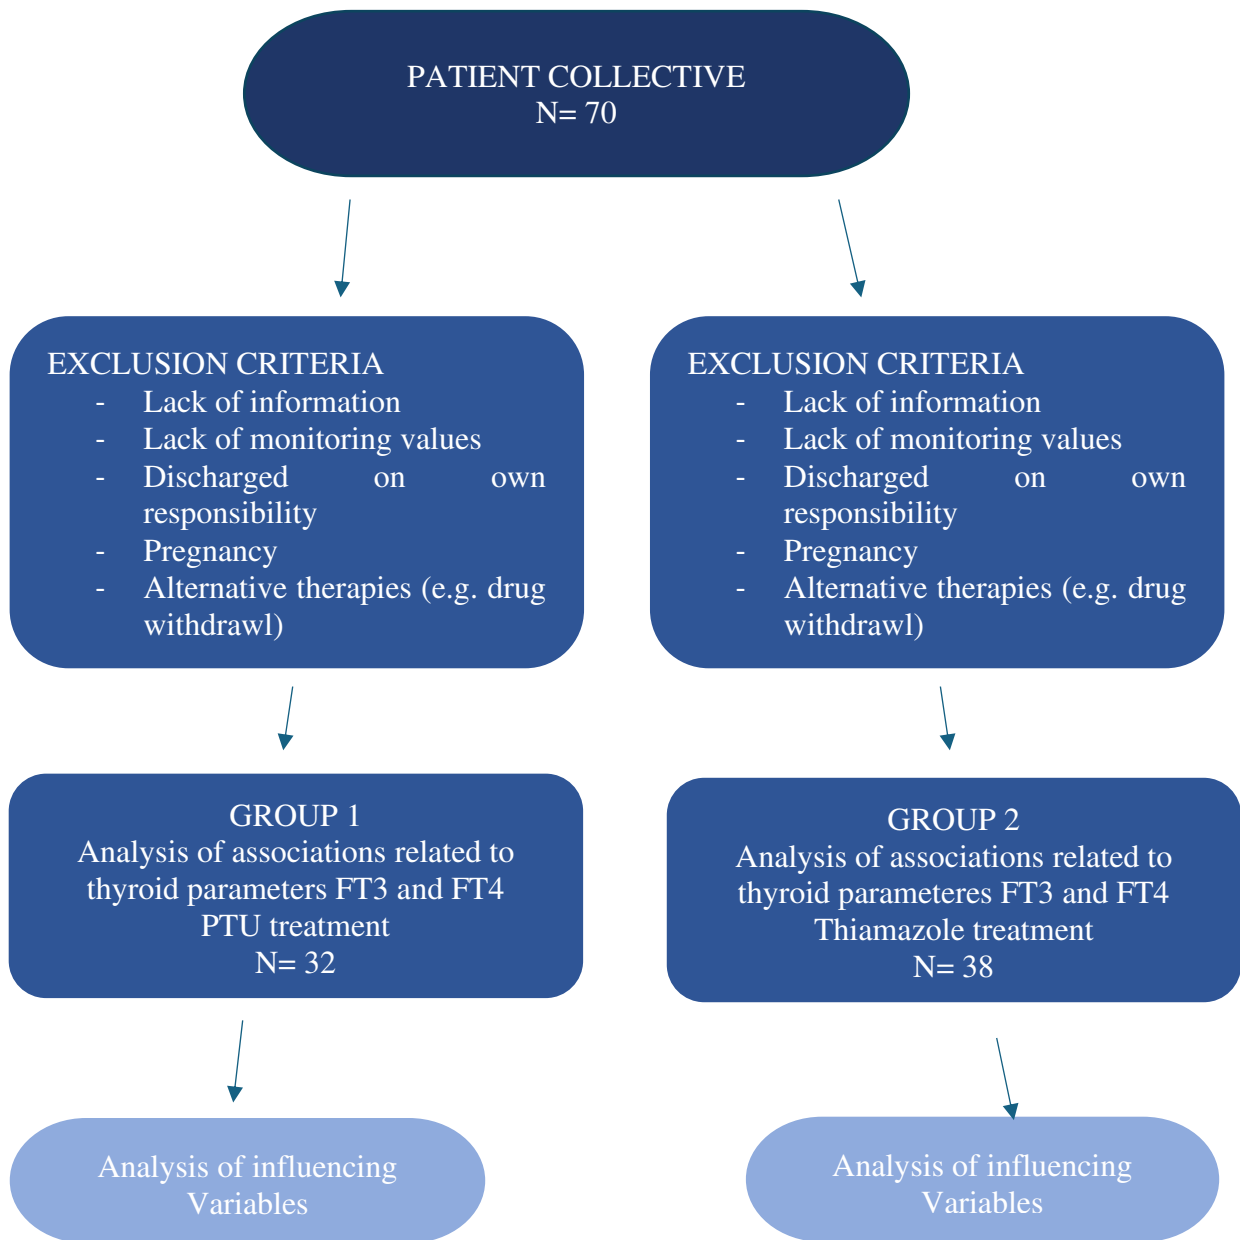 PATIENT COLLECTIVE
N= 70
EXCLUSION CRITERIA
- Lack of information
- Lack of monitoring values
- Discharged on own
responsibility
- Pregnancy
- Alternative therapies (e.g. drug
withdrawl)
EXCLUSION CRITERIA
- Lack of information
- Lack of monitoring values
- Discharged on own
responsibility
- Pregnancy
- Alternative therapies (e.g. drug
withdrawl)
GROUP 1
Analysis of associations related to
thyroid parameters FT3 and FT4
PTU treatment
N= 32
GROUP 2
Analysis of associations related to
thyroid parameteres FT3 and FT4
Thiamazole treatment
N= 38
Analysis of influencing
Variables
Analysis of influencing
Variables